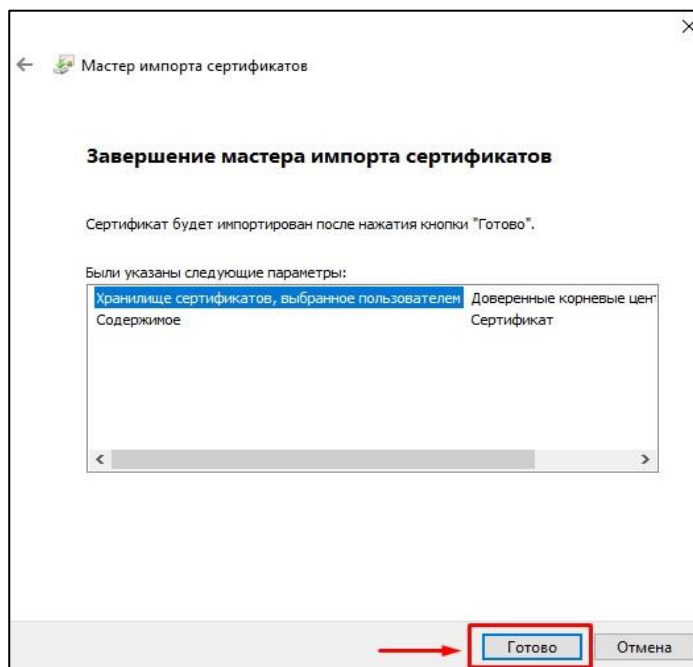 Мастер импорта сертификатов
Завершение мастера импорта сертификатов
Сертификат будет импортирован после нажатия кнопки "Готово".
Были указаны следующие параметры:
Хранилище сертификатов, выбранное пользователем Доверенные корневые цент
Содержимое Сертификат
Готово Отмена